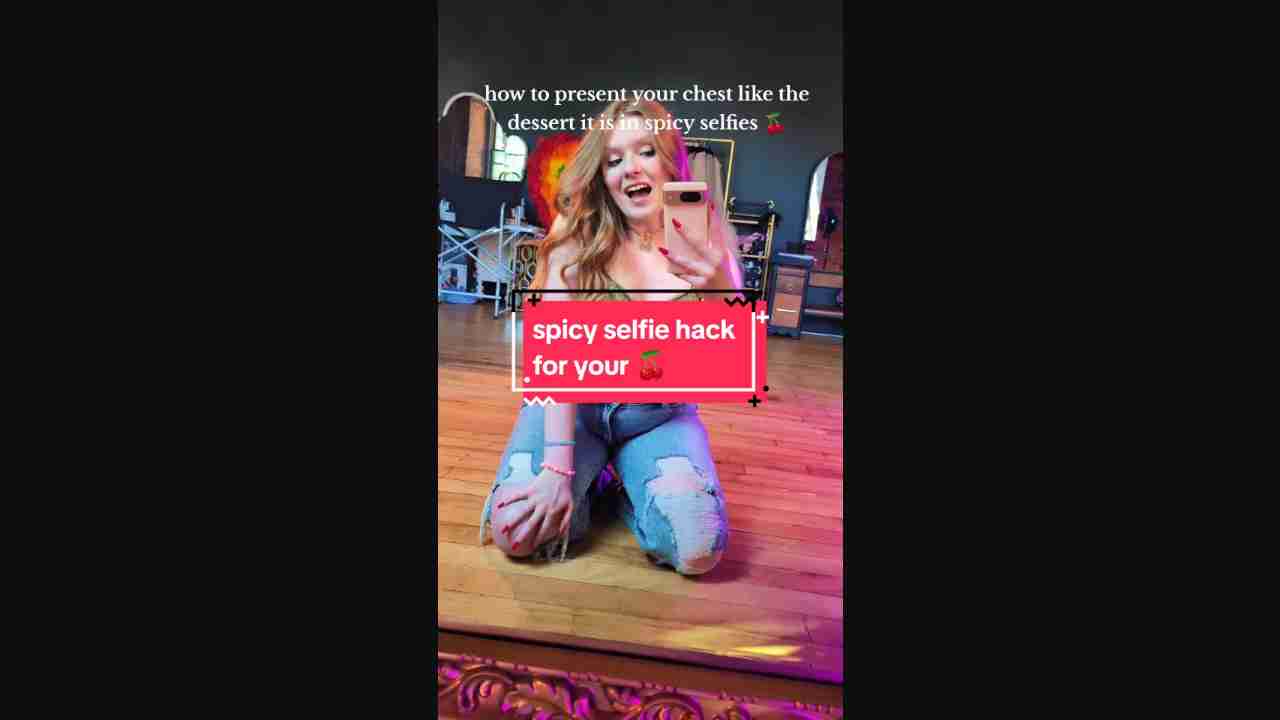 how to present your chest like the
dessert it is in spicy selfies 🍒
spicy selfie hack
for your 🍒